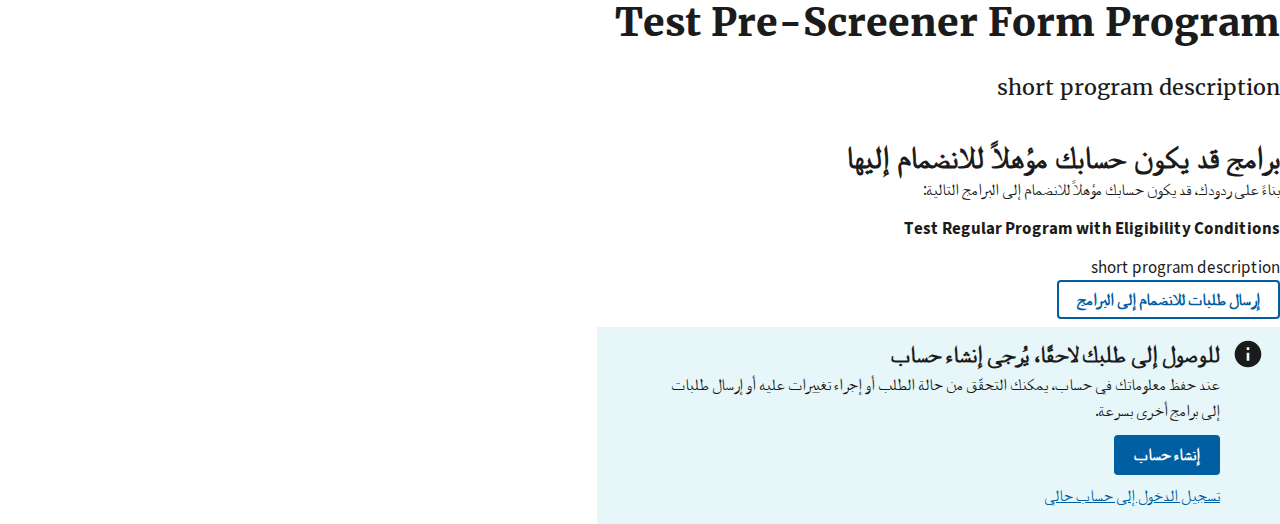 Test Pre-Screener Form Program
short program description
برامج قد يكون حسابك مؤهلاً للانضمام إليها
بناءً على ردودك، قد يكون حسابك مؤهلاً للانضمام إلى البرامج التالية:
Test Regular Program with Eligibility Conditions
short program description
إرسال طلبات للانضمام إلى البرامج
للوصول إلى طلبك لاحقًا، يُرجى إنشاء حساب
عند حفظ معلوماتك في حساب، يمكنك التحقّق من حالة الطلب أو إجراء تغييرات عليه أو إرسال طلبات
إلى برامج أخرى بسرعة.
إنشاء حساب
تسجيل الدخول إلى حساب حالي